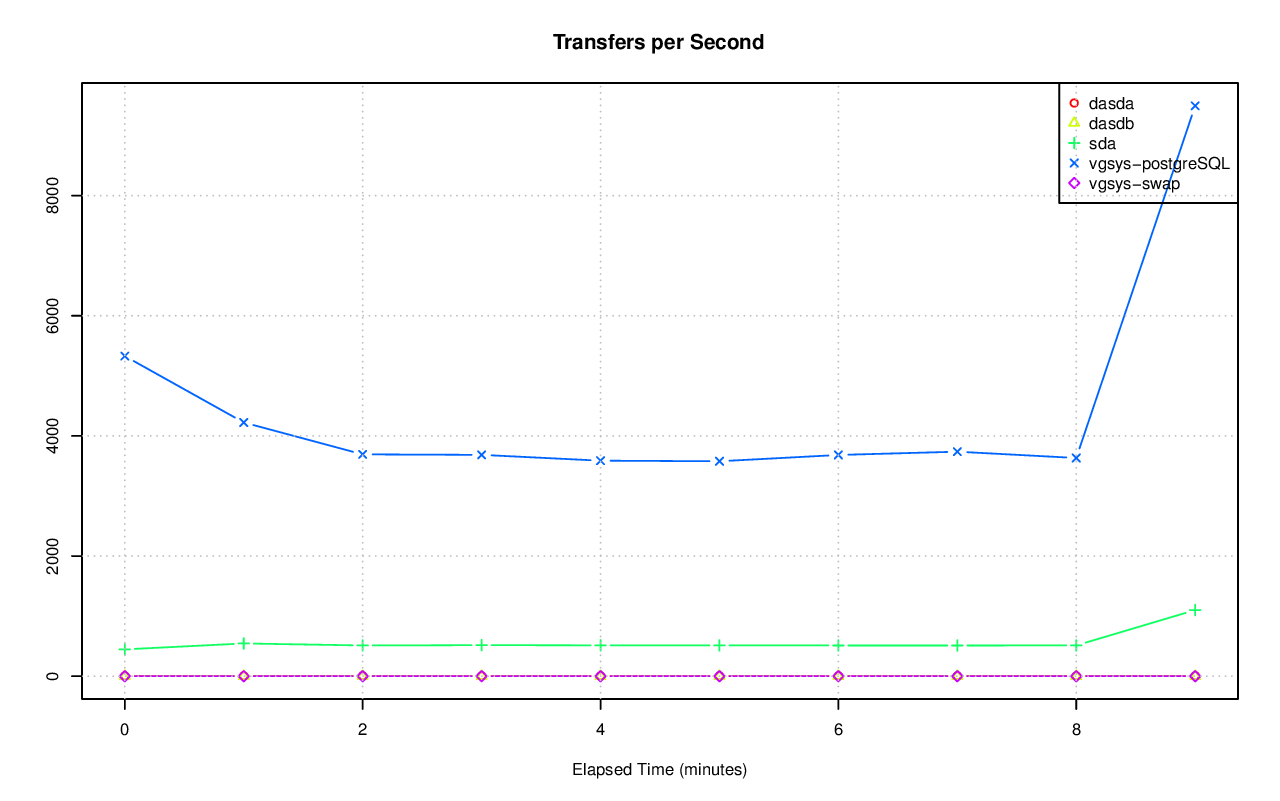 Transfers per Second
dasda
dasdb
sda
vgsys−postgreSQL
vgsys−swap
8000
6000
4000
2000
0
0 2 4 6 8
Elapsed Time (minutes)